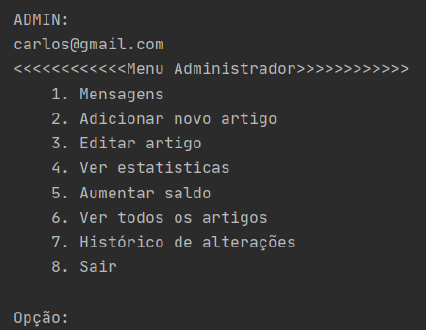 ADMIN:
carlos@gmail.com
<<<<<<<<<<<<Menu Administrador>>>>>>>>>>>>
1. Mensagens
2. Adicionar novo artigo
3. Editar artigo
4. Ver estatisticas
5. Aumentar saldo
6. Ver todos os artigos
7. Histórico de alterações
8. Sair
Opção: